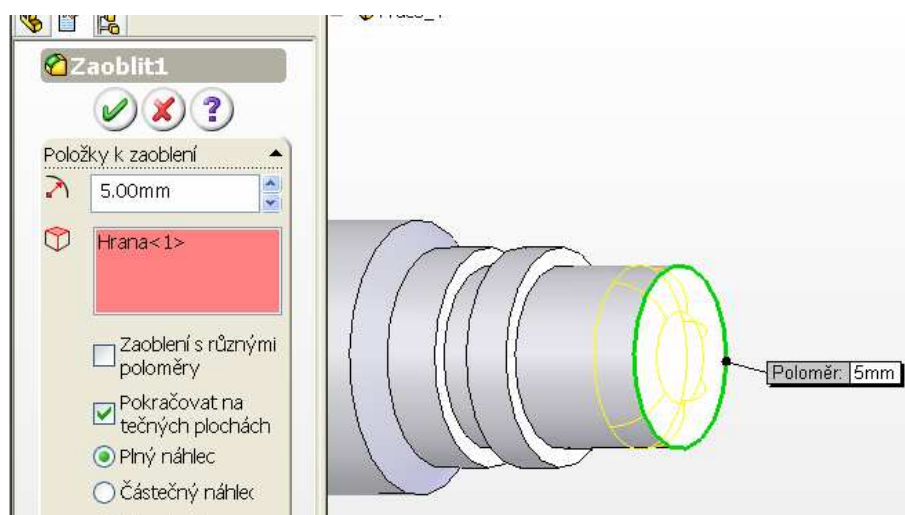 Zaoblit1
Položky k zaoblení
5.00mm
Hrana<1>
Zaoblení s různými
poloměry
Pokračovat na
tečných plochách
Plný náhlec
Částečný náhlec
Poloměr: 5mm